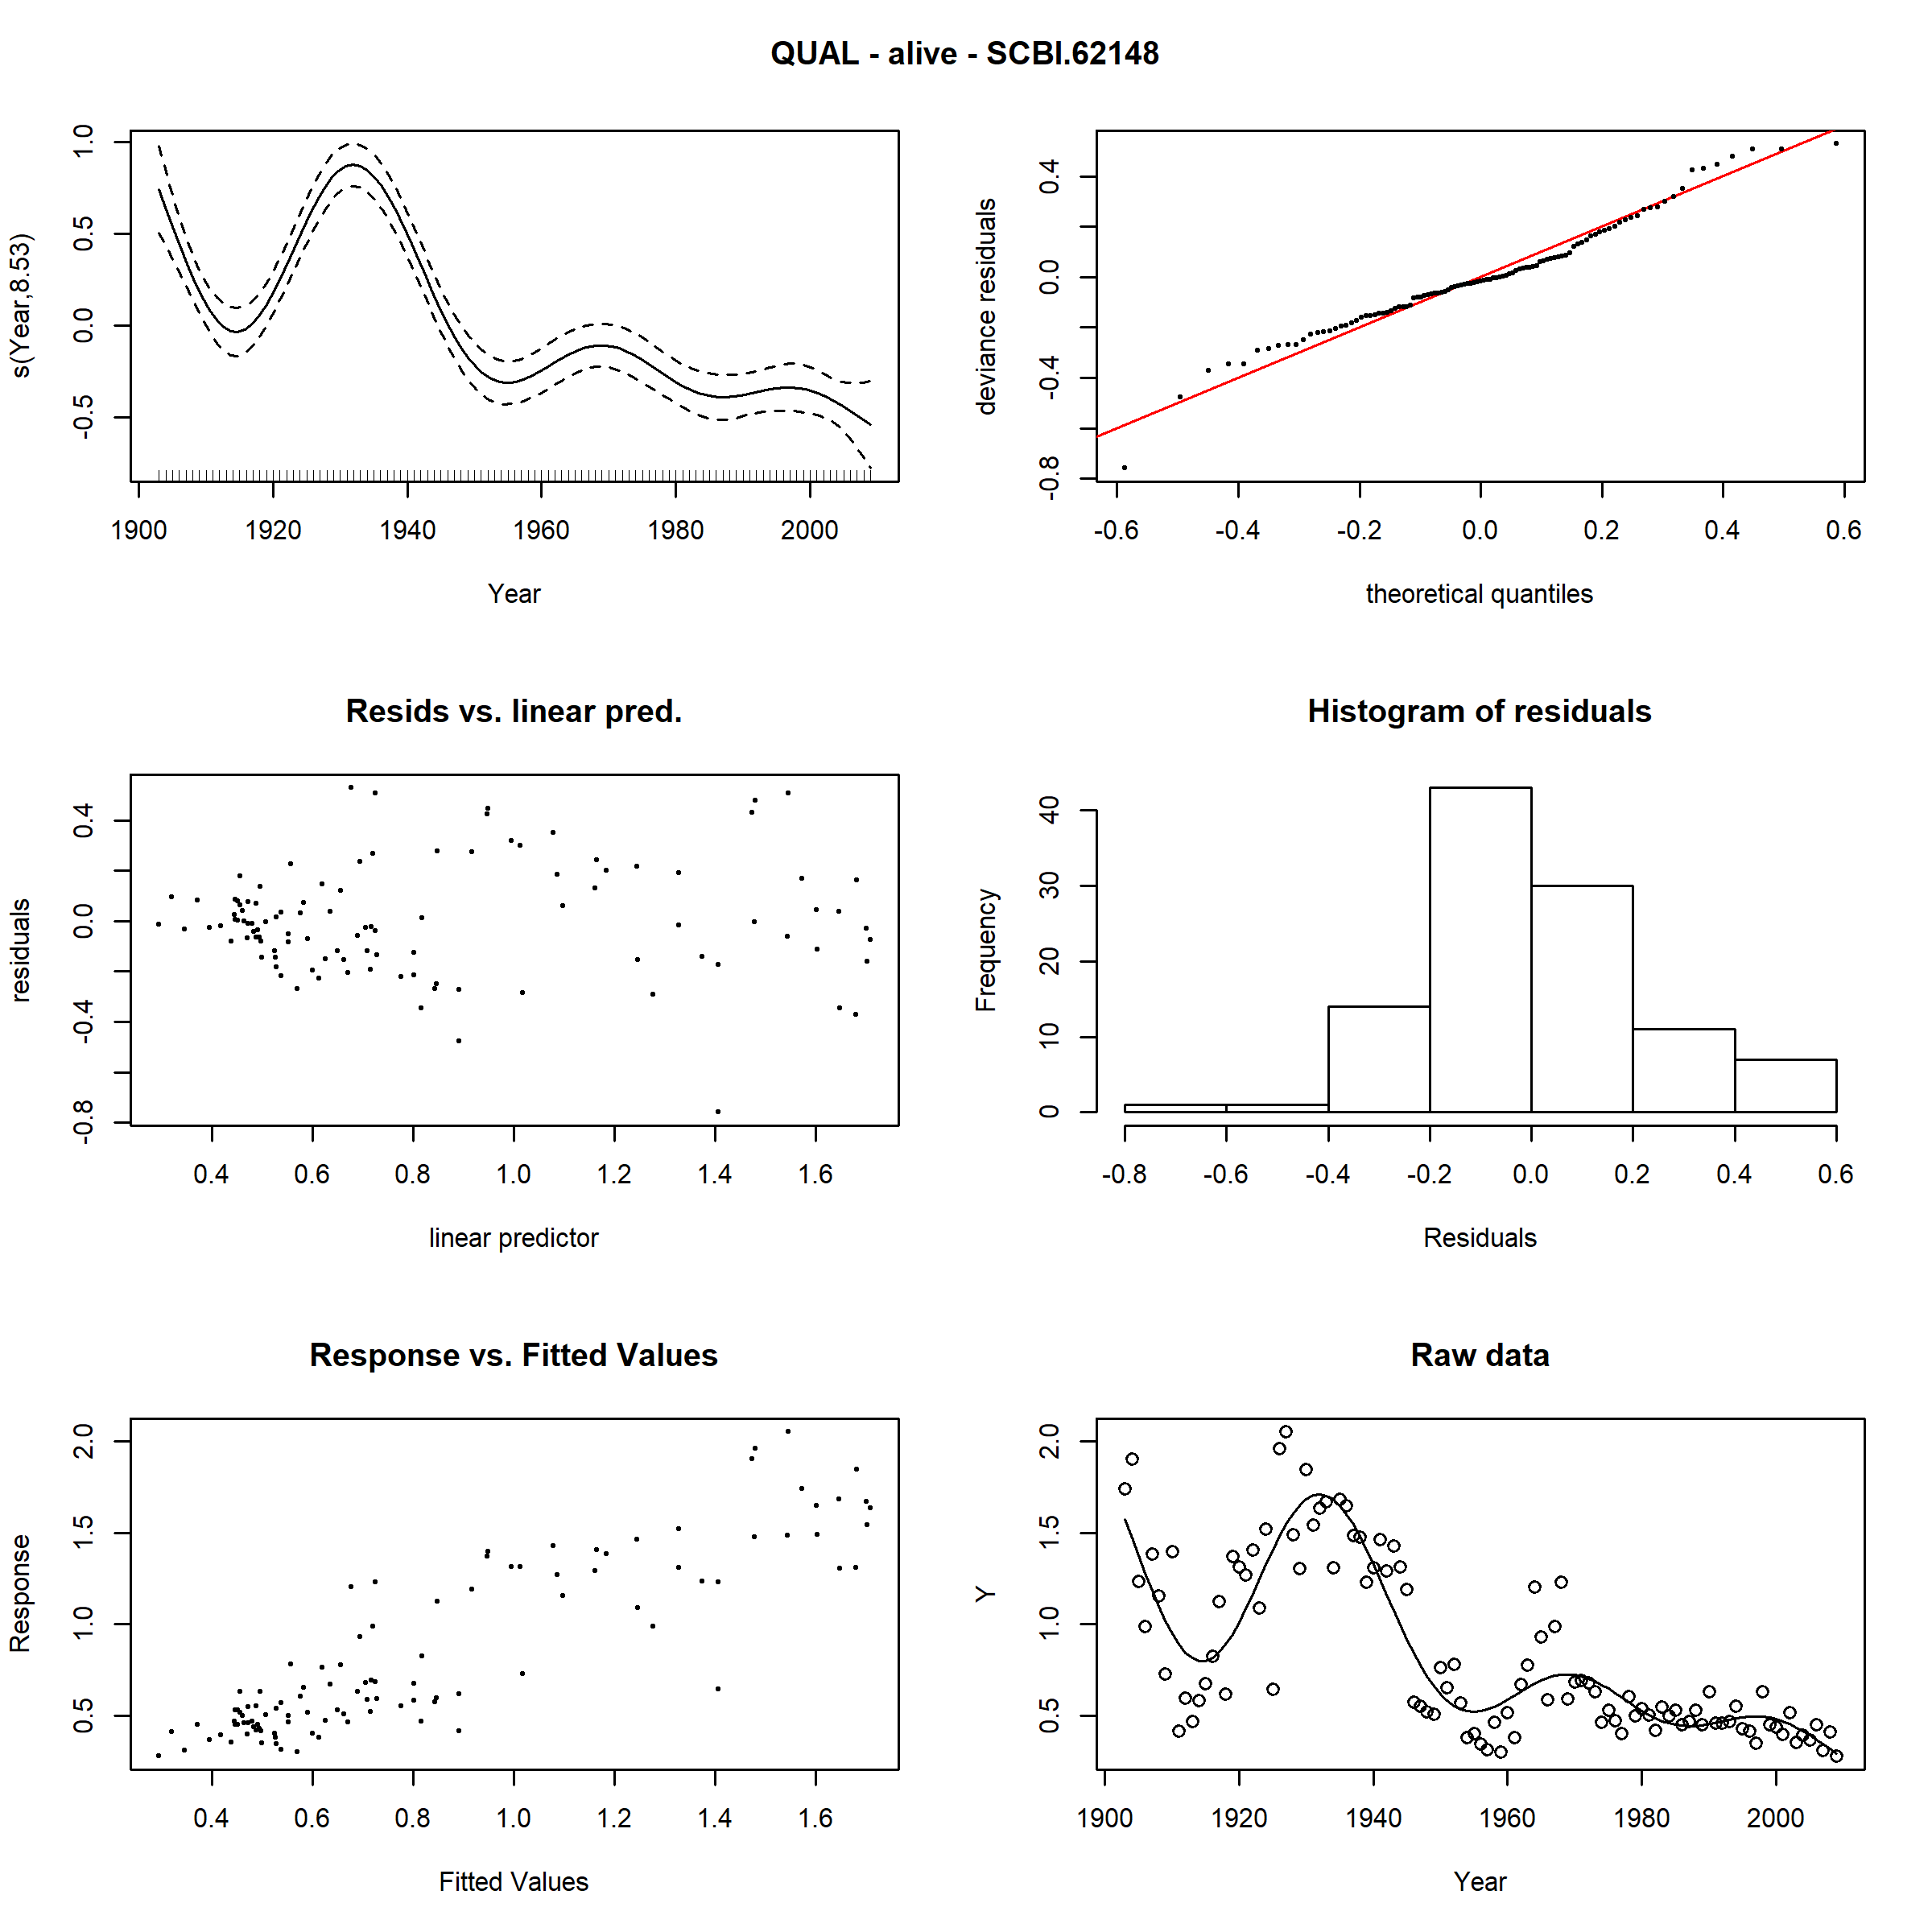 QUAL - alive - SCBI.62148
s(Year,8.53)
1.0
0.5
0.0
-0.5
1900 1920 1940 1960 1980 2000
Year
deviance residuals
0.4
0.0
-0.4
-0.8
-0.6 -0.4 -0.2 0.0 0.2 0.4 0.6
theoretical quantiles
Resids vs. linear pred.
residuals
0.4
0.0
-0.4
-0.8
0.4 0.6 0.8 1.0 1.2 1.4 1.6
linear predictor
Histogram of residuals
Frequency
40
30
20
10
0
-0.8 -0.6 -0.4 -0.2 0.0 0.2 0.4 0.6
Residuals
Response vs. Fitted Values
Response
2.0
1.5
1.0
0.5
0.4 0.6 0.8 1.0 1.2 1.4 1.6
Fitted Values
Raw data
Y
2.0
1.5
1.0
0.5
1900 1920 1940 1960 1980 2000
Year